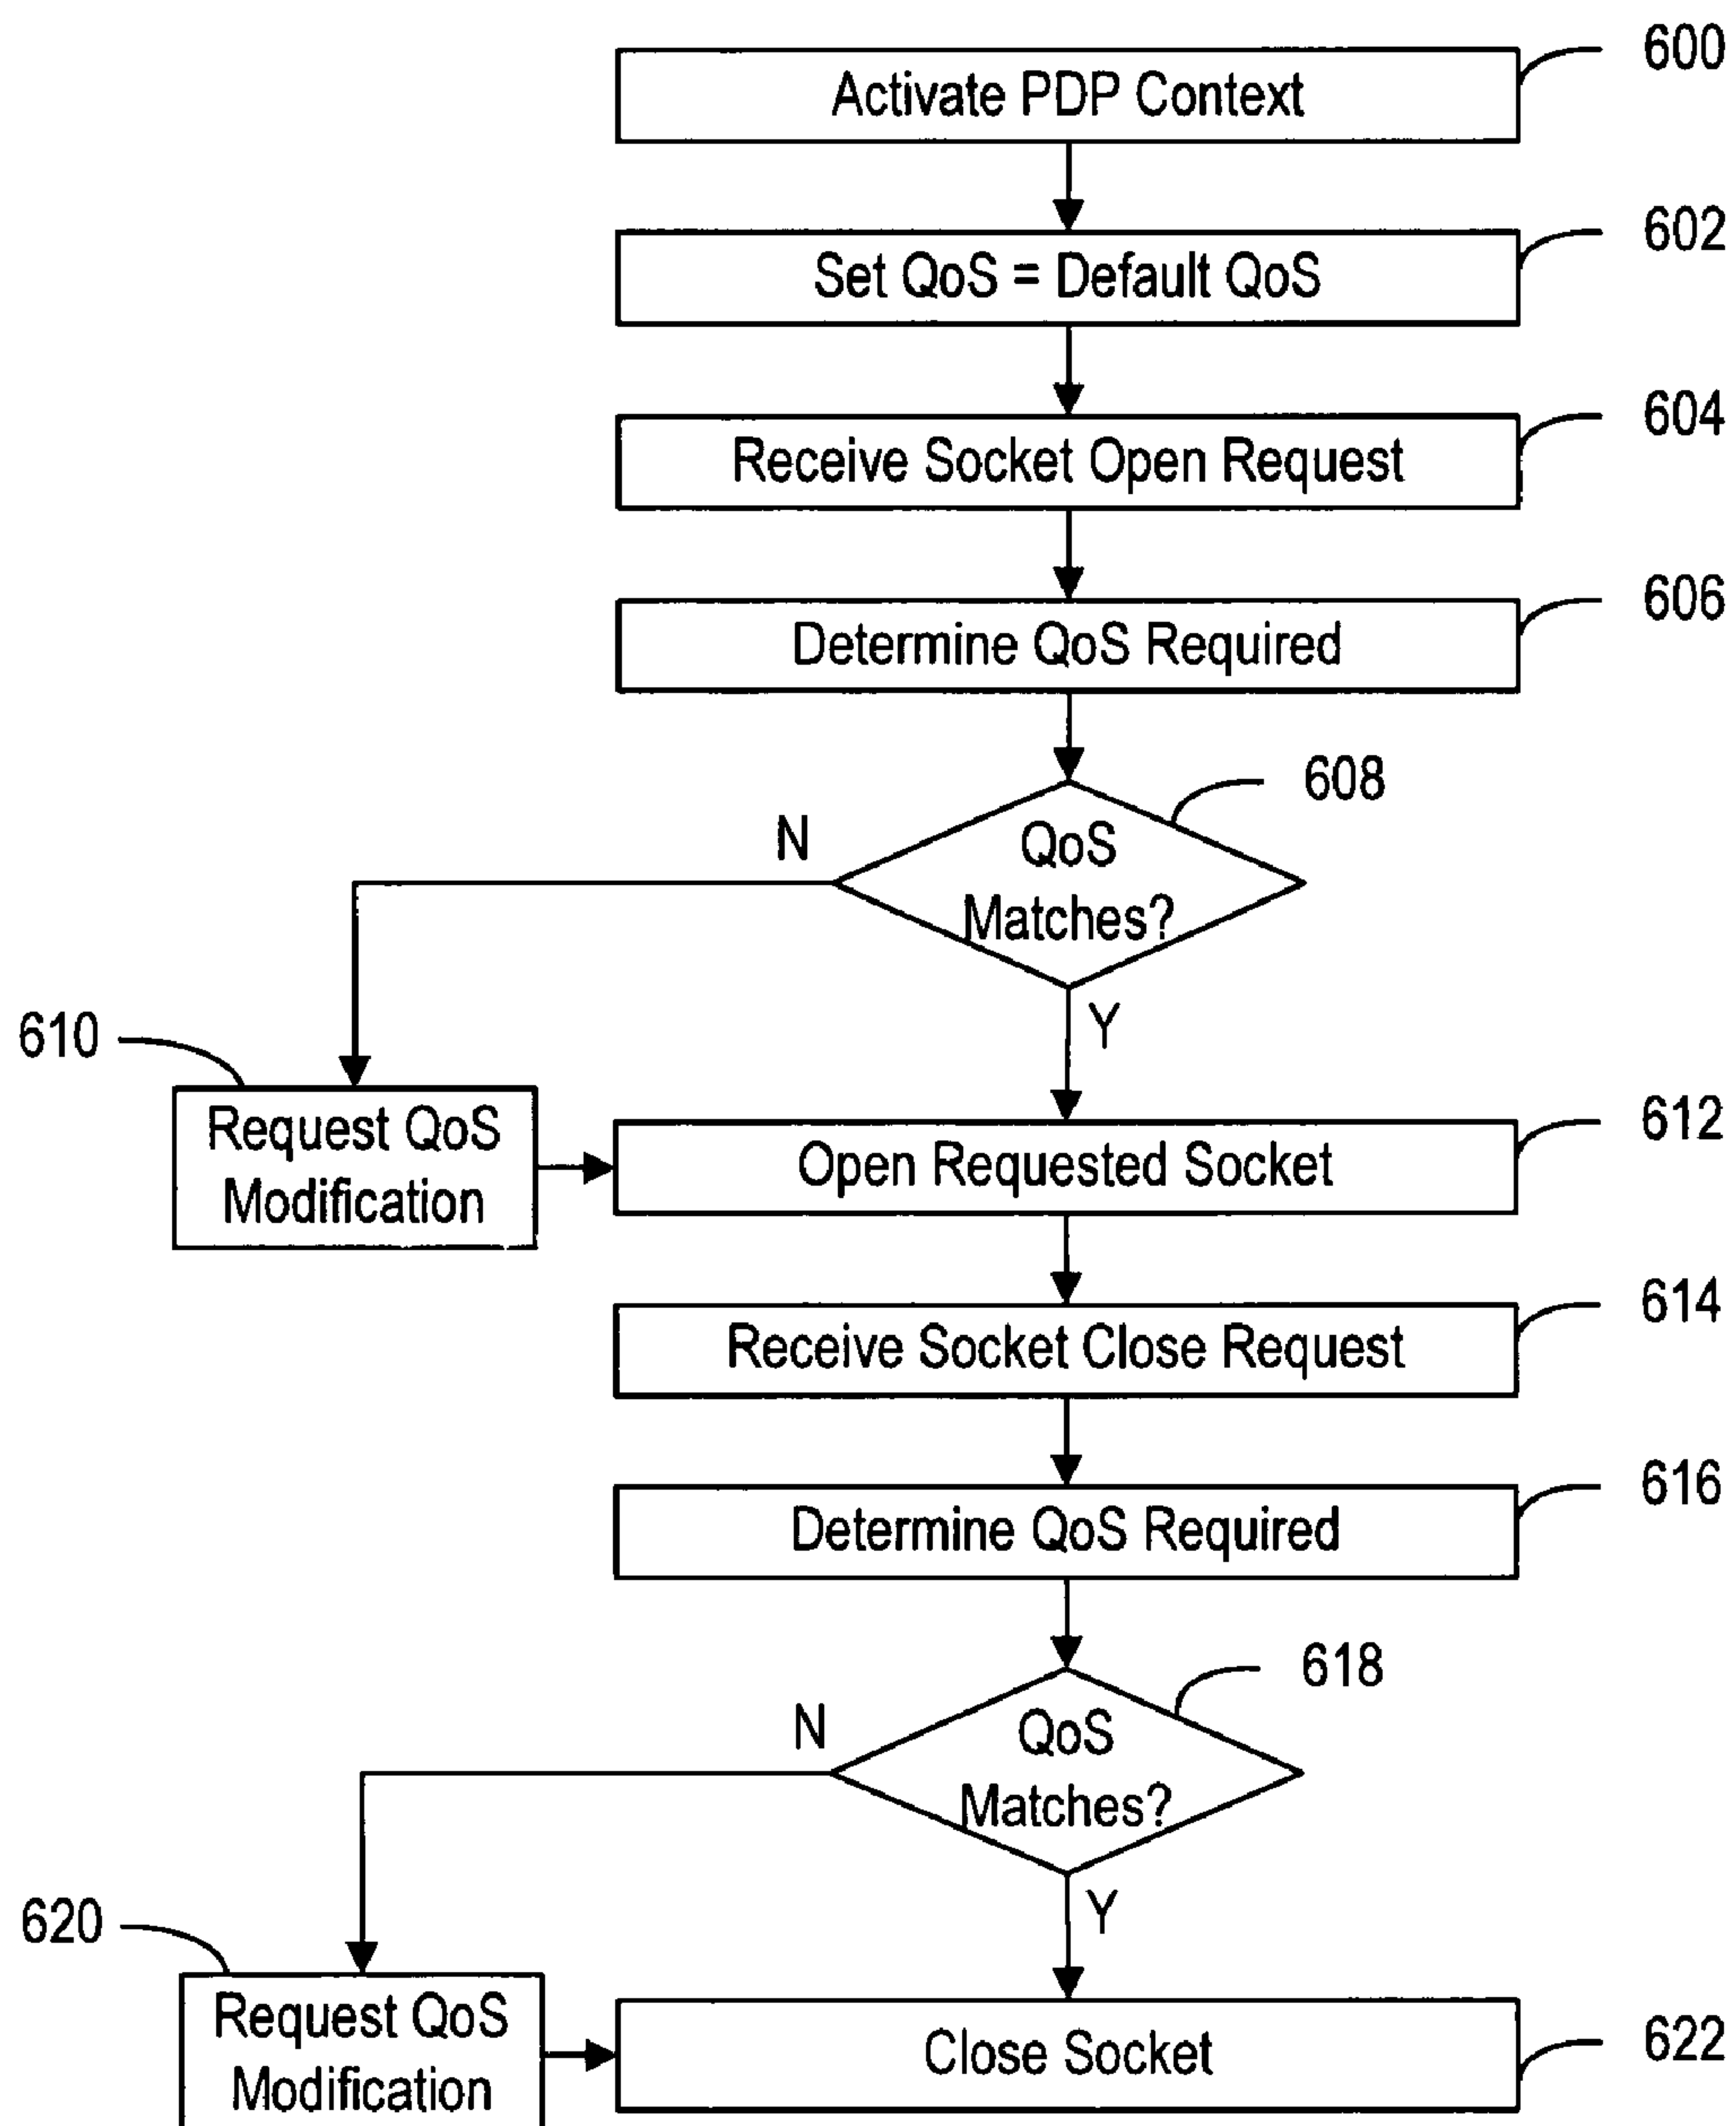 600
Activate PDP Context
602
Set QoS = Default QoS
604
Receive Socket Open Request
606
Determine QoS Required
608
N
QoS
Matches?
Y
610
Request QoS
Modification
612
Open Requested Socket
614
Receive Socket Close Request
616
Determine QoS Required
618
N
QoS
Matches?
Y
620
Request QoS
Modification
Close Socket
622